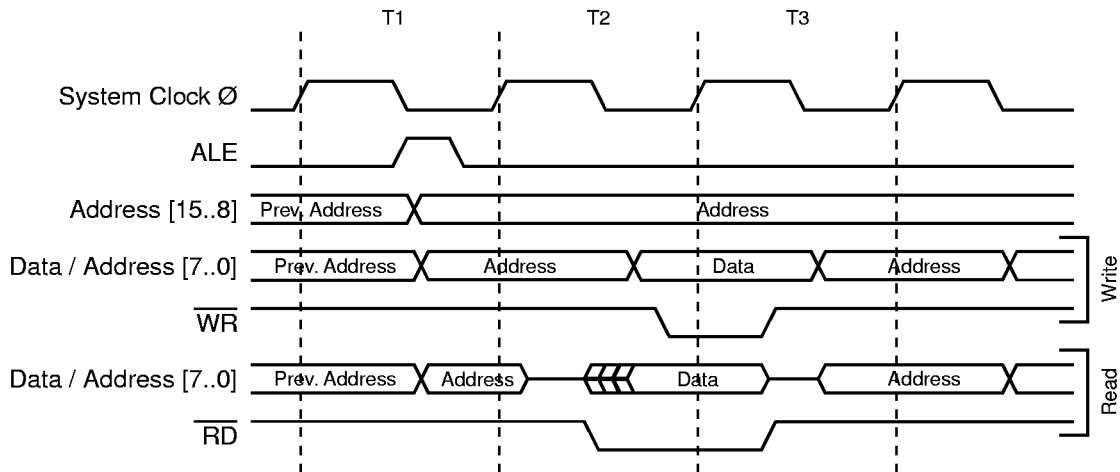 T1 T2 T3
System Clock Ø
ALE
Address [15..8] Prev. Address Address
Data / Address [7..0] Prev. Address Address Data Address
WR
Write
Data / Address [7..0] Prev. Address Address Data Address
RD
Read